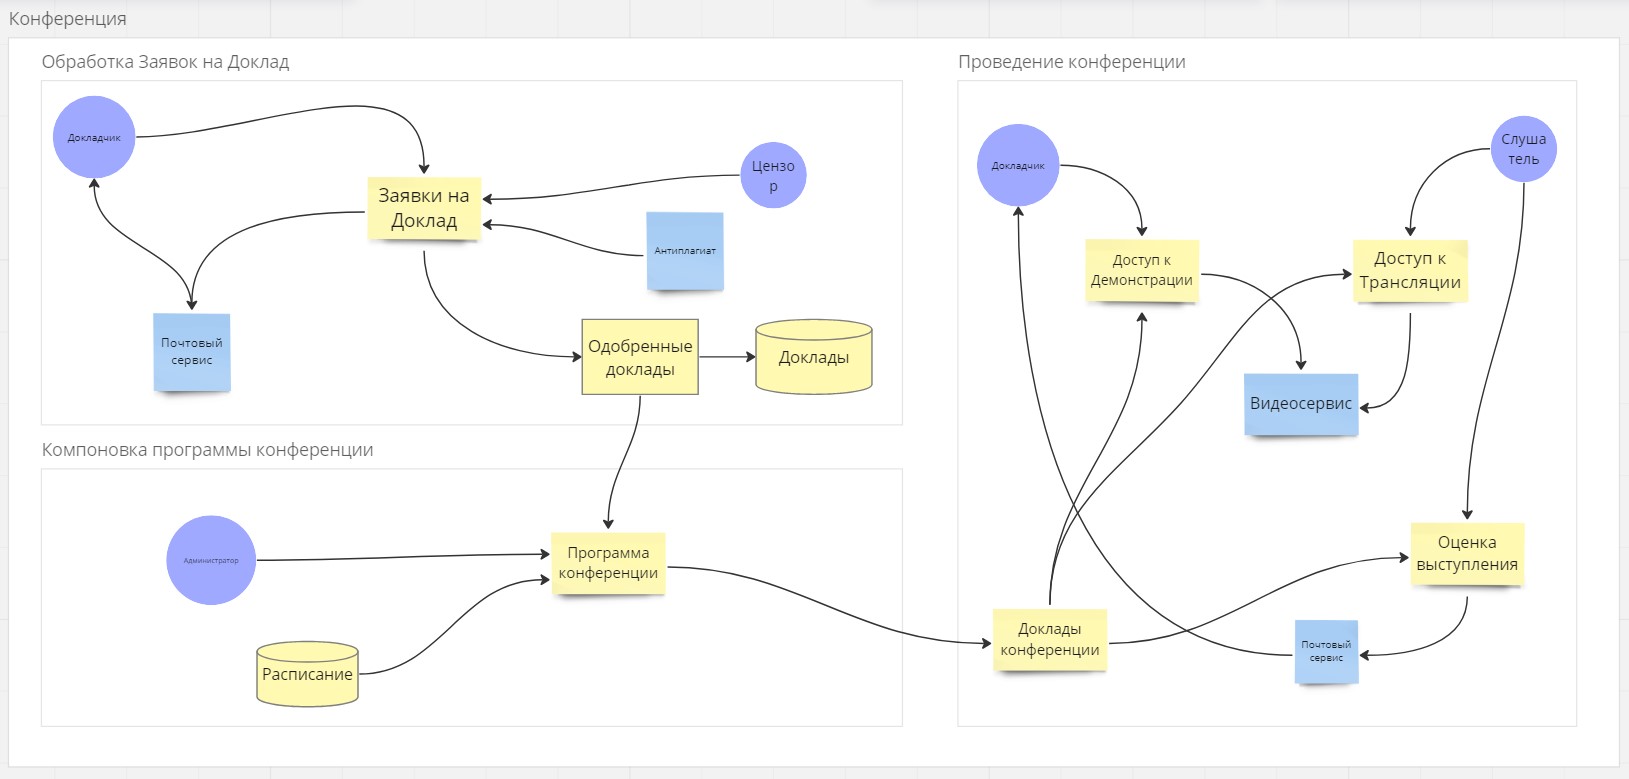 Конференция
Обработка Заявок на Доклад
Докладчик
Заявки на
Доклад
Цензо
р
Антиплагиат
Почтовый
сервис
Одобренные
доклады
Доклады
Компоновка программы конференции
Администратор
Программа
конференции
Расписание
Проведение конференции
Докладчик
Слуша
тель
Доступ к
Демонстрации
Доступ к
Трансляции
Видеосервис
Оценка
выступления
Доклады
конференции
Почтовый
сервис